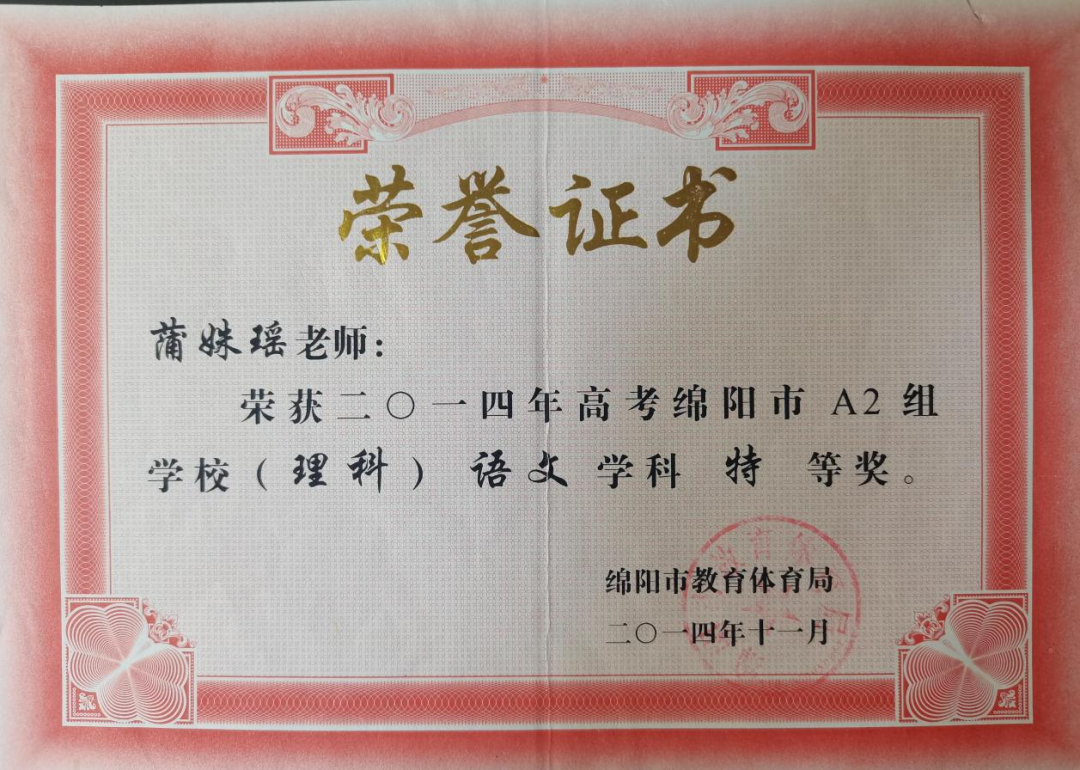 荣誉证书
蒲姝瑶老师：
荣获二〇一四年高考绵阳市 A2 组
学校（理科）语文学科 特 等奖。
绵阳市教育体育局
二〇一四年十一月